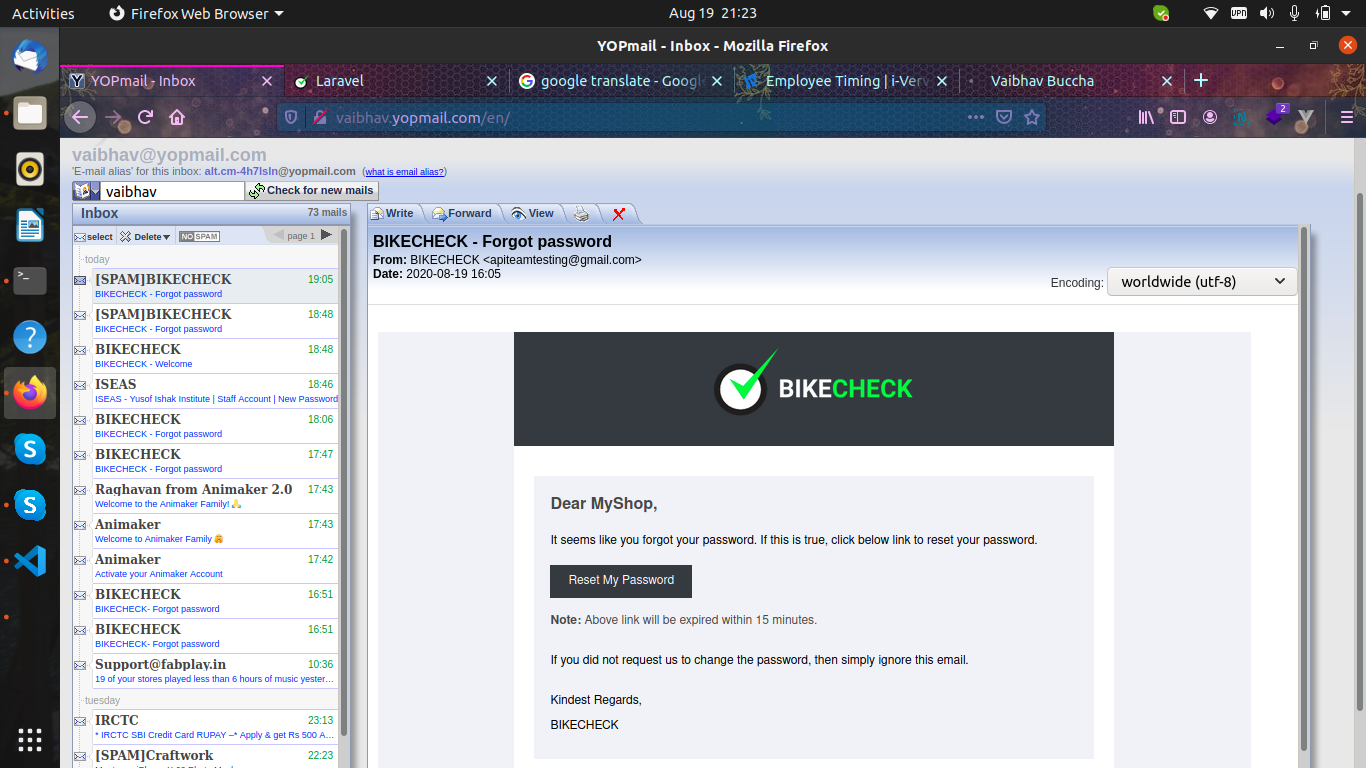 Activities
Firefox Web Browser
Aug 19 21:23
VPN
YOPmail - Inbox - Mozilla Firefox
YOPmail - Inbox
Laravel
google translate - Googl
Employee Timing | i-Verv
Vaibhav Buccha
vaibhav.yopmail.com/en/
2
vaibhav@yopmail.com
'E-mail alias' for this inbox: alt.cm-4h7lsln@yopmail.com (what is email alias?)
vaibhav
Check for new mails
Inbox
73 mails
select
Delete
NO SPAM
page 1
today
[SPAM]BIKECHECK 19:05
BIKECHECK - Forgot password
[SPAM]BIKECHECK 18:48
BIKECHECK - Forgot password
BIKECHECK 18:48
BIKECHECK - Welcome
ISEAS 18:46
ISEAS - Yusof Ishak Institute | Staff Account | New Password
BIKECHECK 18:06
BIKECHECK - Forgot password
BIKECHECK 17:47
BIKECHECK - Forgot password
Raghavan from Animaker 2.0 17:43
Welcome to the Animaker Family!🙏
Animaker 17:43
Welcome to Animaker Family 🤗
Animaker 17:42
Activate your Animaker Account
BIKECHECK 16:51
BIKECHECK- Forgot password
BIKECHECK 16:51
BIKECHECK- Forgot password
Support@fabplay.in 10:36
19 of your stores played less than 6 hours of music yester…
tuesday
IRCTC 23:13
* IRCTC SBI Credit Card RUPAY –* Apply & get Rs 500 A…
[SPAM]Craftwork 22:23
Write
Forward
View
BIKECHECK - Forgot password
From: BIKECHECK <apiteamtesting@gmail.com>
Date: 2020-08-19 16:05
Encoding: worldwide (utf-8)
BIKECHECK
Dear MyShop,
It seems like you forgot your password. If this is true, click below link to reset your password.
Reset My Password
Note: Above link will be expired within 15 minutes.
If you did not request us to change the password, then simply ignore this email.
Kindest Regards,
BIKECHECK